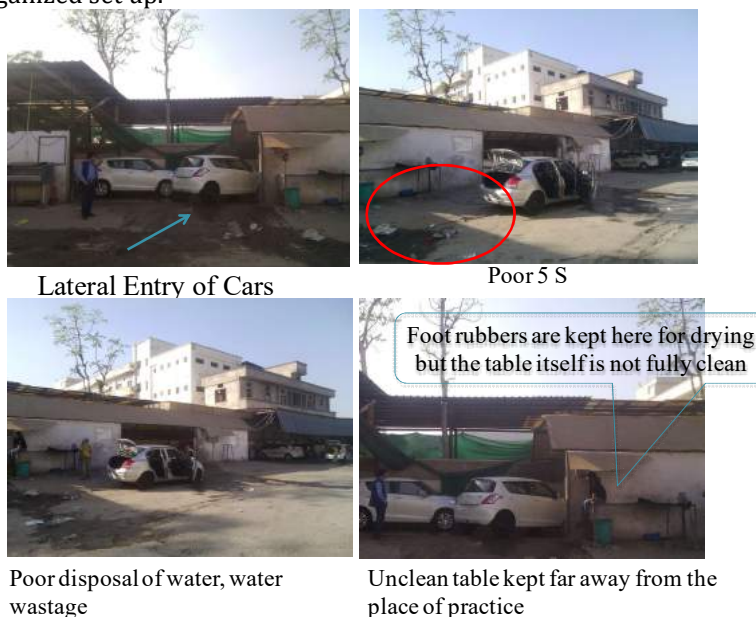 ganized set up.
Lateral Entry of Cars
Poor 5 S
Foot rubbers are kept here for drying
but the table itself is not fully clean
Poor disposal of water, water
wastage
Unclean table kept far away from the
place of practice